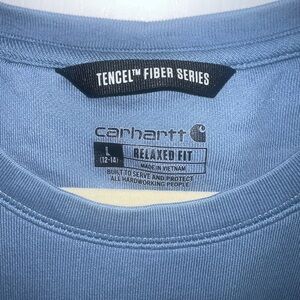 TENCEL™ FIBER SERIES
carhartt
L
(12-14)
RELAXED FIT
MADE IN VIETNAM
BUILT TO SERVE AND PROTECT
ALL HARDWORKING PEOPLE